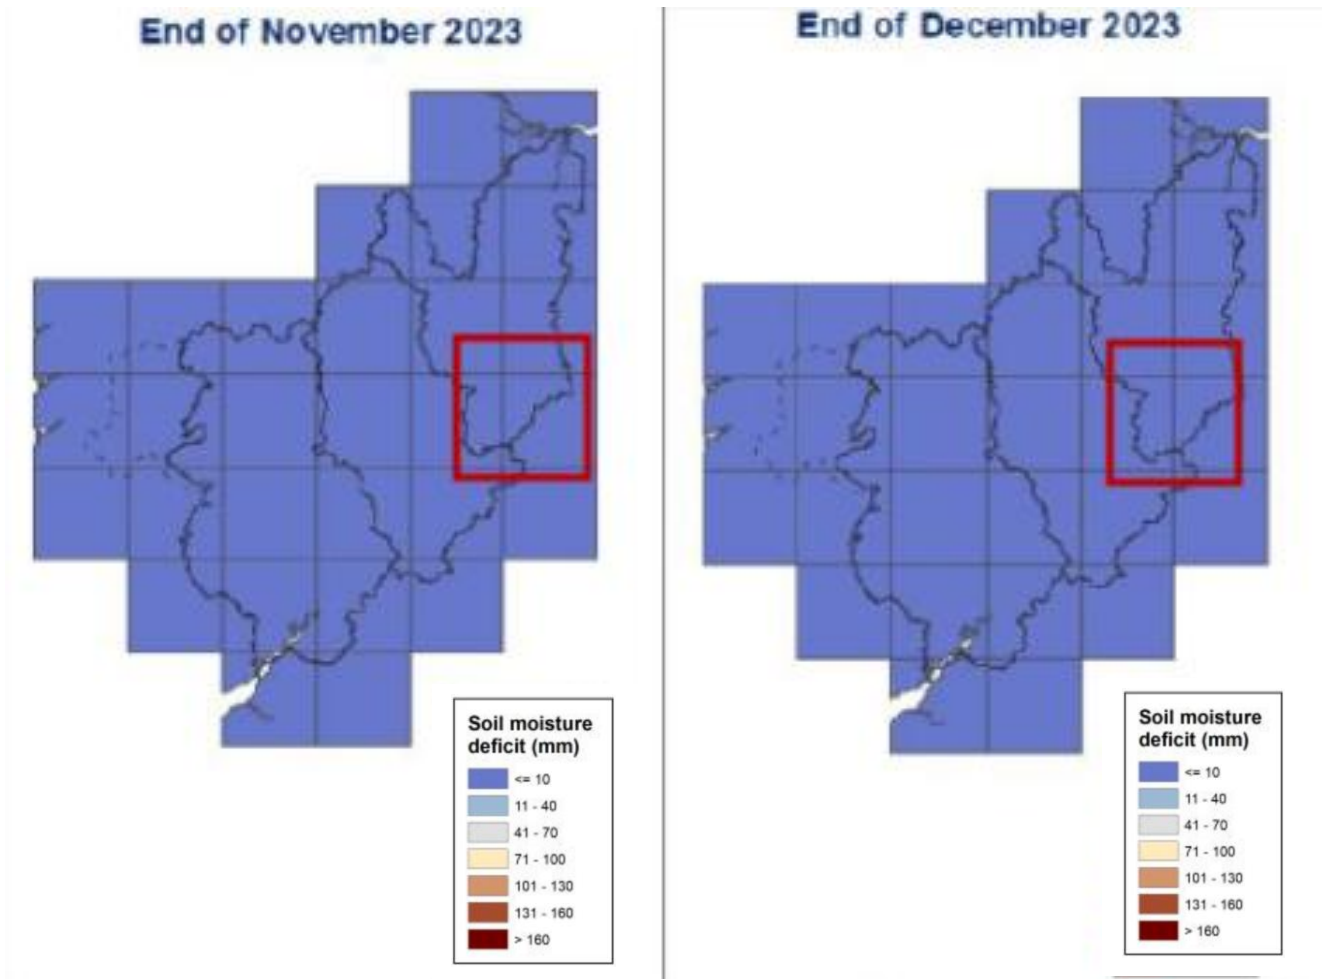 End of November 2023
End of December 2023
Soil moisture
deficit (mm)
<= 10
11 - 40
41 - 70
71 - 100
101 - 130
131 - 160
> 160
Soil moisture
deficit (mm)
<= 10
11 - 40
41 - 70
71 - 100
101 - 130
131 - 160
> 160